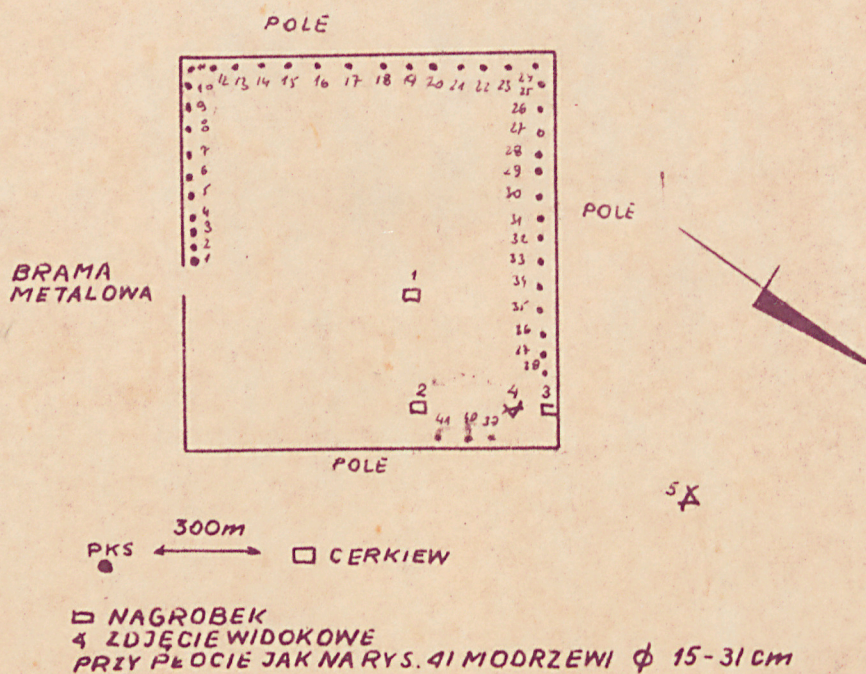 POLE
12 13 14 15 16 17 18 19 20 21 22 23 24
10 25
9 26
8 27
7 28
6 29
5 30
4 31
3 32
2 33
1
POLE
BRAMA
METALOWA
1
34
35
36
37
38
2 4 3
41 40 39
POLE
5
300m
PKS CERKIEW
NAGROBEK
ZDJĘCIE WIDOKOWE
PRZY PŁOCIE JAK NA RYS. 41 MODRZEWI ϕ 15-31 cm